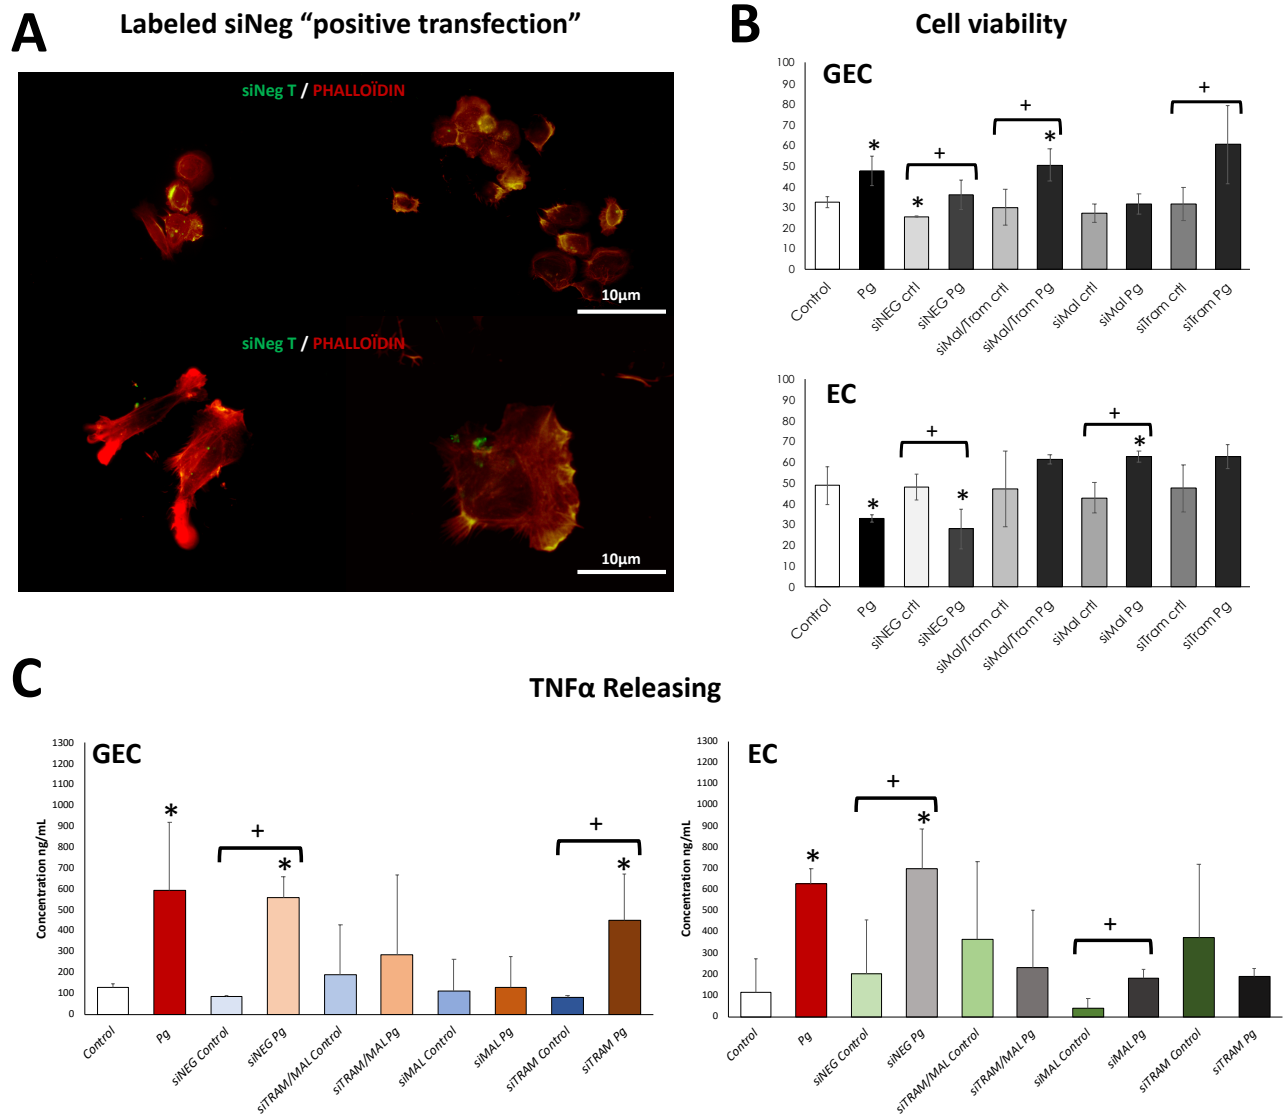 A
Labeled siNeg “positive transfection”
siNeg T / PHALLOÏDIN
10µm
siNeg T / PHALLOÏDIN
10µm
B
Cell viability
GEC
100
90
80
70
60
50
40
30
20
10
0
+
+
+
*
*
*
Control
Pg
siNEG crtl
siNEG Pg
siMal/Tram crtl
siMal/Tram Pg
siMal crtl
siMal Pg
siTram crtl
siTram Pg
EC
100
90
80
70
60
50
40
30
20
10
0
+
+
*
*
*
Control
Pg
siNEG crtl
siNEG Pg
siMal/Tram crtl
siMal/Tram Pg
siMal crtl
siMal Pg
siTram crtl
siTram Pg
C
TNFα Releasing
GEC
Concentration ng/mL
1300
1200
1100
1000
900
800
700
600
500
400
300
200
100
0
*
+
*
+
*
Control
Pg
siNEG Control
siNEG Pg
siTRAM/MAL Control
siTRAM/MAL Pg
siMAL Control
siMAL Pg
siTRAM Control
siTRAM Pg
EC
Concentration ng/mL
1300
1200
1100
1000
900
800
700
600
500
400
300
200
100
0
*
+
*
+
Control
Pg
siNEG Control
siNEG Pg
siTRAM/MAL Control
siTRAM/MAL Pg
siMAL Control
siMAL Pg
siTRAM Control
siTRAM Pg